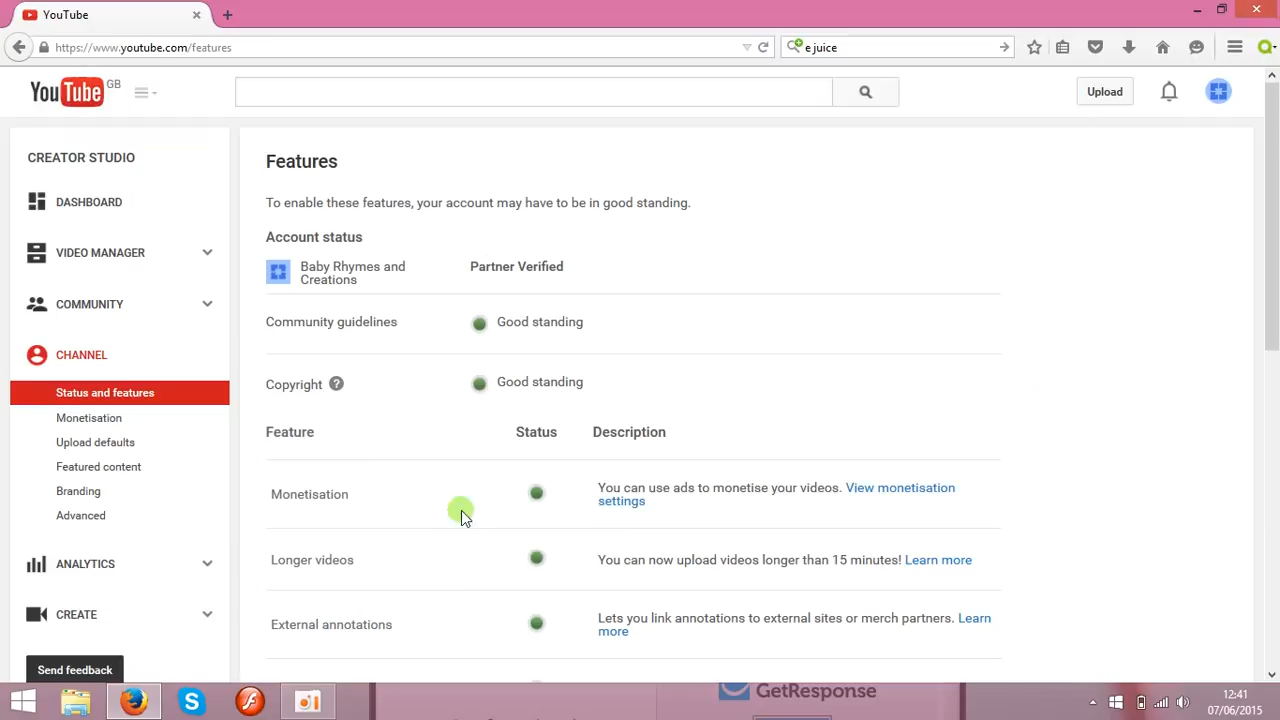 YouTube
https://www.youtube.com/features
e juice
YouTube GB
Upload
CREATOR STUDIO
DASHBOARD
VIDEO MANAGER
COMMUNITY
CHANNEL
Status and features
Monetisation
Upload defaults
Featured content
Branding
Advanced
ANALYTICS
CREATE
Send feedback
Features
To enable these features, your account may have to be in good standing.
Account status
Baby Rhymes and
Creations
Partner Verified
Community guidelines
Good standing
Copyright ?
Good standing
Feature Status Description
Monetisation
You can use ads to monetise your videos. View monetisation
settings
Longer videos
You can now upload videos longer than 15 minutes! Learn more
External annotations
Lets you link annotations to external sites or merch partners. Learn
more
GetResponse
12:41
07/06/2015